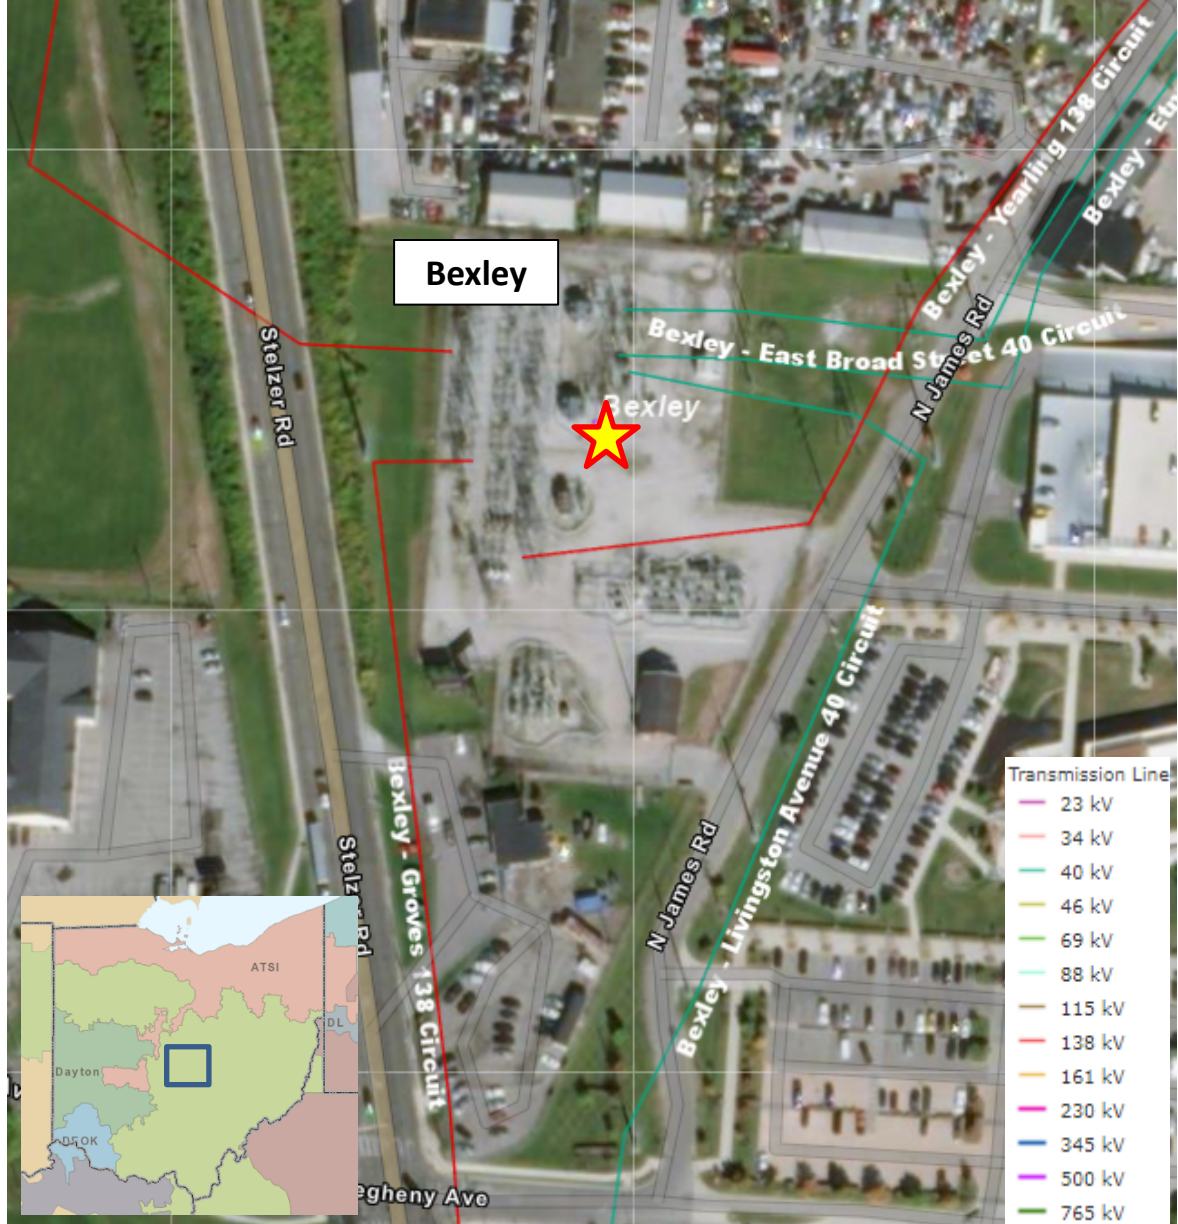 Bexley - Yearling 138 Circuit
Bexley
Bexley - East Broad Street 40 Circuit
N James Rd
Stelzer Rd
Bexley
Bexley - Livingston Avenue 40 Circuit
Bexley - Groves 138 Circuit
N James Rd
Stelzer Rd
Transmission Line
23 kV
34 kV
40 kV
46 kV
69 kV
88 kV
115 kV
138 kV
161 kV
230 kV
345 kV
500 kV
765 kV
ATSI
DL
Dayton
DEOK
egheny Ave
Bexley - Etn